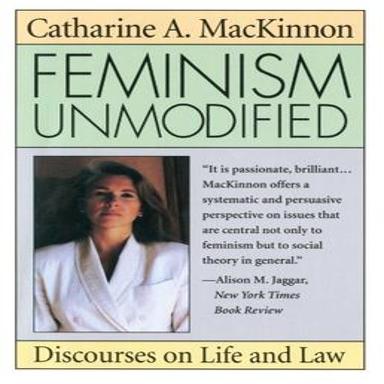 Catharine A. MacKinnon
FEMINISM
UNMODIFIED
“It is passionate, brilliant...
MacKinnon offers a
systematic and persuasive
perspective on issues that
are central not only to
feminism but to social
theory in general.”
—Alison M. Jaggar,
New York Times
Book Review
Discourses on Life and Law